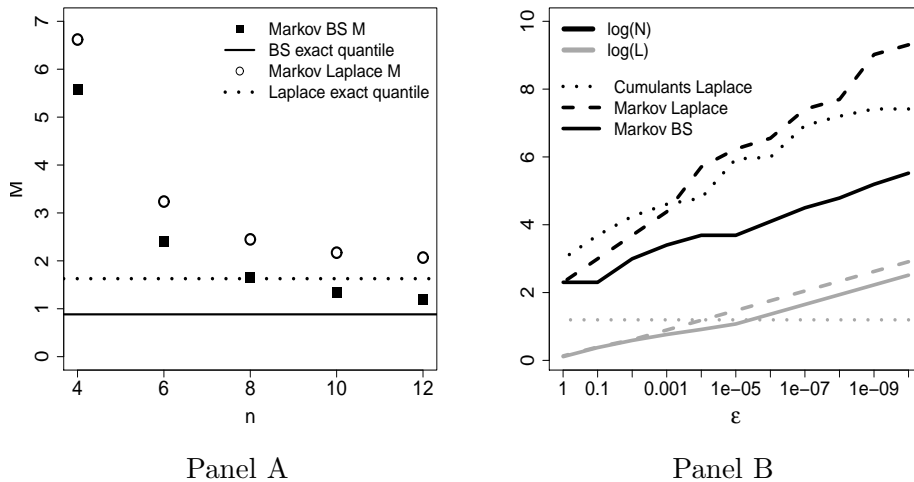 7
6
5
4
3
2
1
0
M
4
6
8
10
12
n
Markov BS M
BS exact quantile
Markov Laplace M
Laplace exact quantile
Panel A
10
8
6
4
2
0
log(N)
log(L)
Cumulants Laplace
Markov Laplace
Markov BS
1
0.1
0.001
1e−05
1e−07
1e−09
ε
Panel B